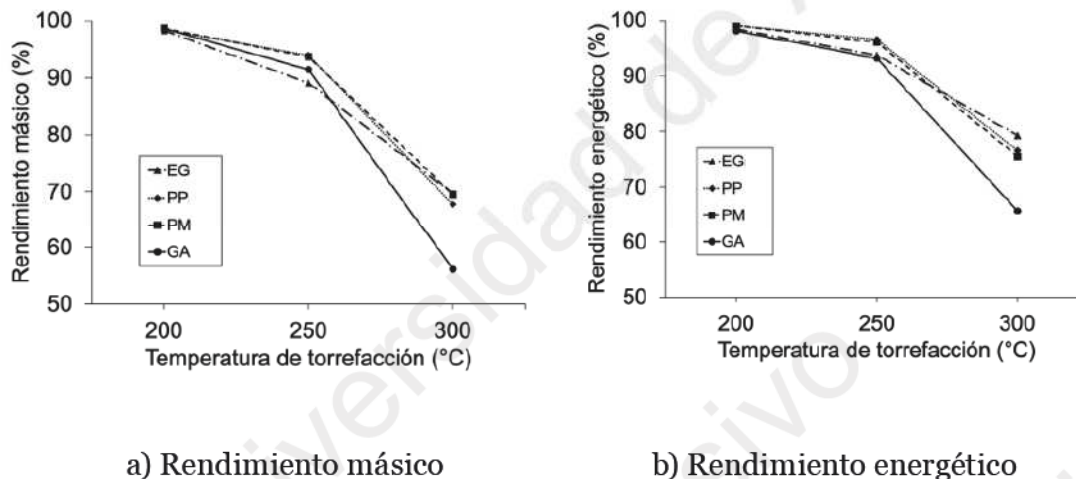 100
90
80
70
60
50
Rendimiento másico (%)
EG
PP
PM
GA
200 250 300
Temperatura de torrefacción (°C)
a) Rendimiento másico
100
90
80
70
60
50
Rendimiento energético (%)
EG
PP
PM
GA
200 250 300
Temperatura de torrefacción (°C)
b) Rendimiento energético
versidad de